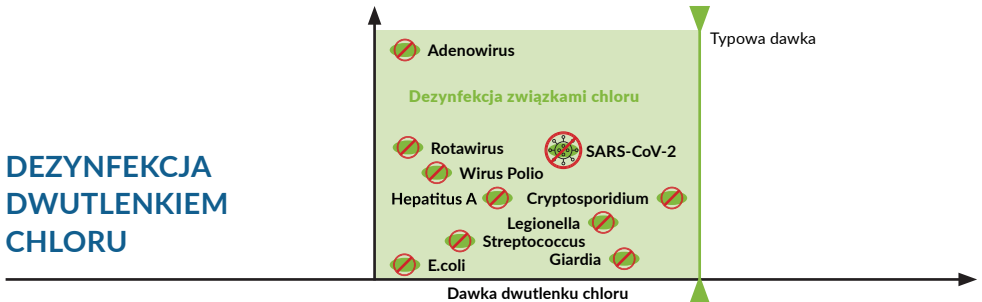 Typowa dawka
Adenowirus
Dezynfekcja związkami chloru
DEZYNFEKCJA
DWUTLENKIEM
CHLORU
Rotawirus
SARS-CoV-2
Wirus Polio
Hepatitus A
Cryptosporidium
Legionella
Streptococcus
Giardia
E.coli
Dawka dwutlenku chloru